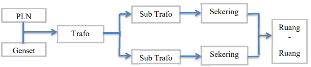 PLN
Genset
Trafo
Sub Trafo
Sekering
Sub Trafo
Sekering
Ruang
-
Ruang